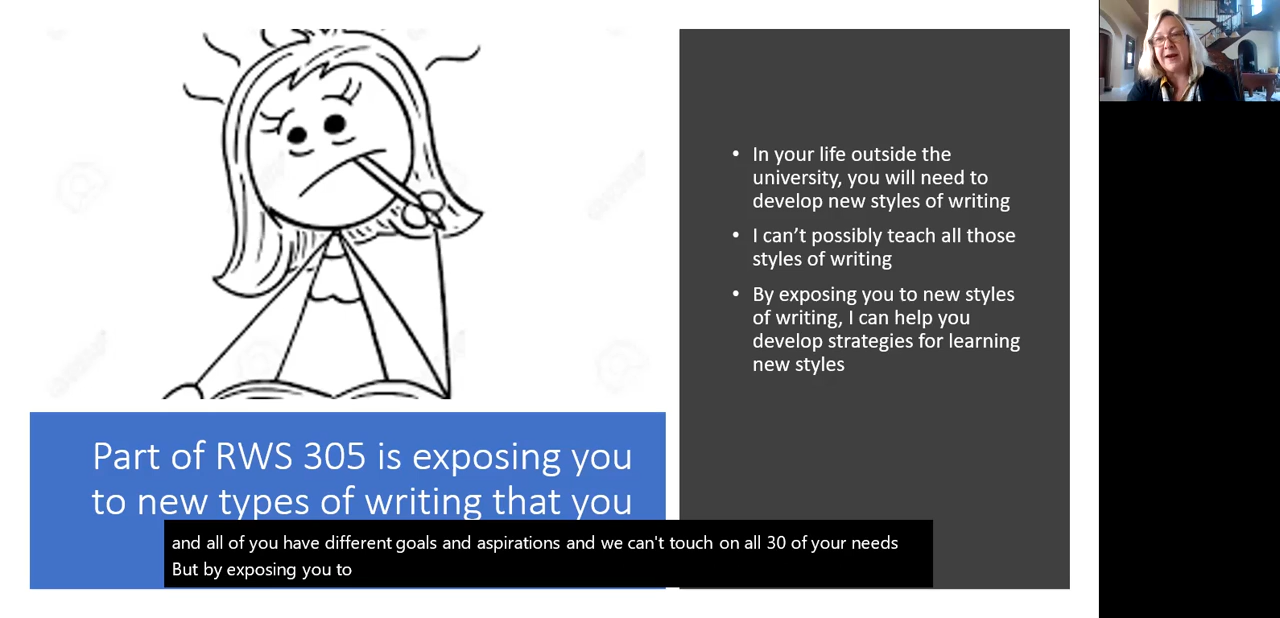 • In your life outside the
university, you will need to
develop new styles of writing
• I can't possibly teach all those
styles of writing
• By exposing you to new styles
of writing, I can help you
develop strategies for learning
new styles
Part of RWS 305 is exposing you
to new types of writing that you
and all of you have different goals and aspirations and we can't touch on all 30 of your needs
But by exposing you to